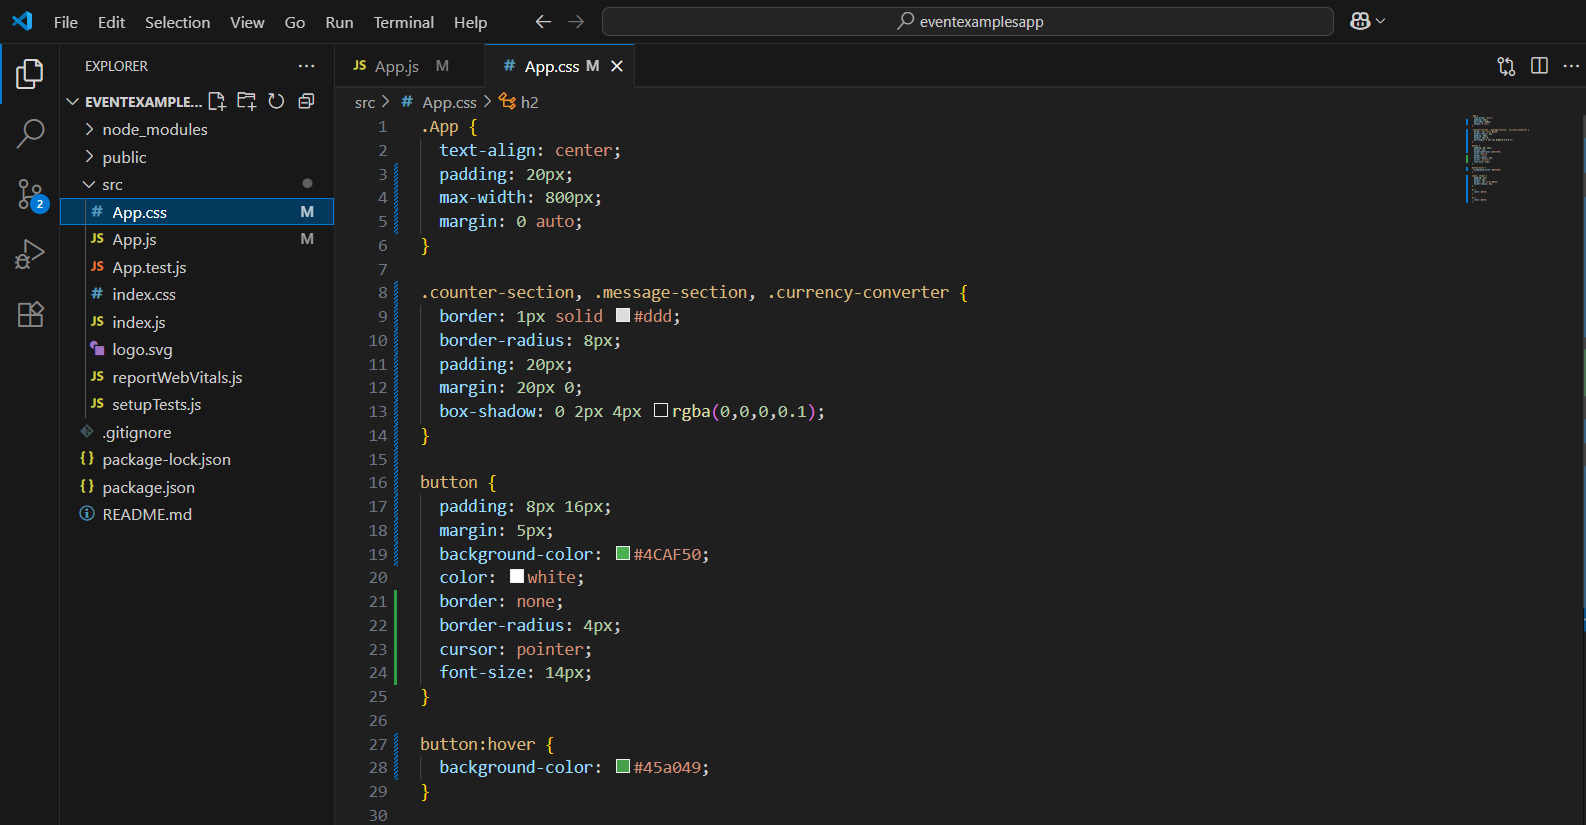 File Edit Selection View Go Run Terminal Help
eventexamplesapp
EXPLORER
EVENTEXAMPLE...
node_modules
public
src
# App.css M
JS App.js M
JS App.test.js
# index.css
JS index.js
logo.svg
JS reportWebVitals.js
JS setupTests.js
.gitignore
{} package-lock.json
{} package.json
README.md
2
JS App.js M
# App.css M
src > # App.css > h2
1 .App {
2 text-align: center;
3 padding: 20px;
4 max-width: 800px;
5 margin: 0 auto;
6 }
7
8 .counter-section, .message-section, .currency-converter {
9 border: 1px solid #ddd;
10 border-radius: 8px;
11 padding: 20px;
12 margin: 20px 0;
13 box-shadow: 0 2px 4px rgba(0,0,0,0.1);
14 }
15
16 button {
17 padding: 8px 16px;
18 margin: 5px;
19 background-color: #4CAF50;
20 color: white;
21 border: none;
22 border-radius: 4px;
23 cursor: pointer;
24 font-size: 14px;
25 }
26
27 button:hover {
28 background-color: #45a049;
29 }
30